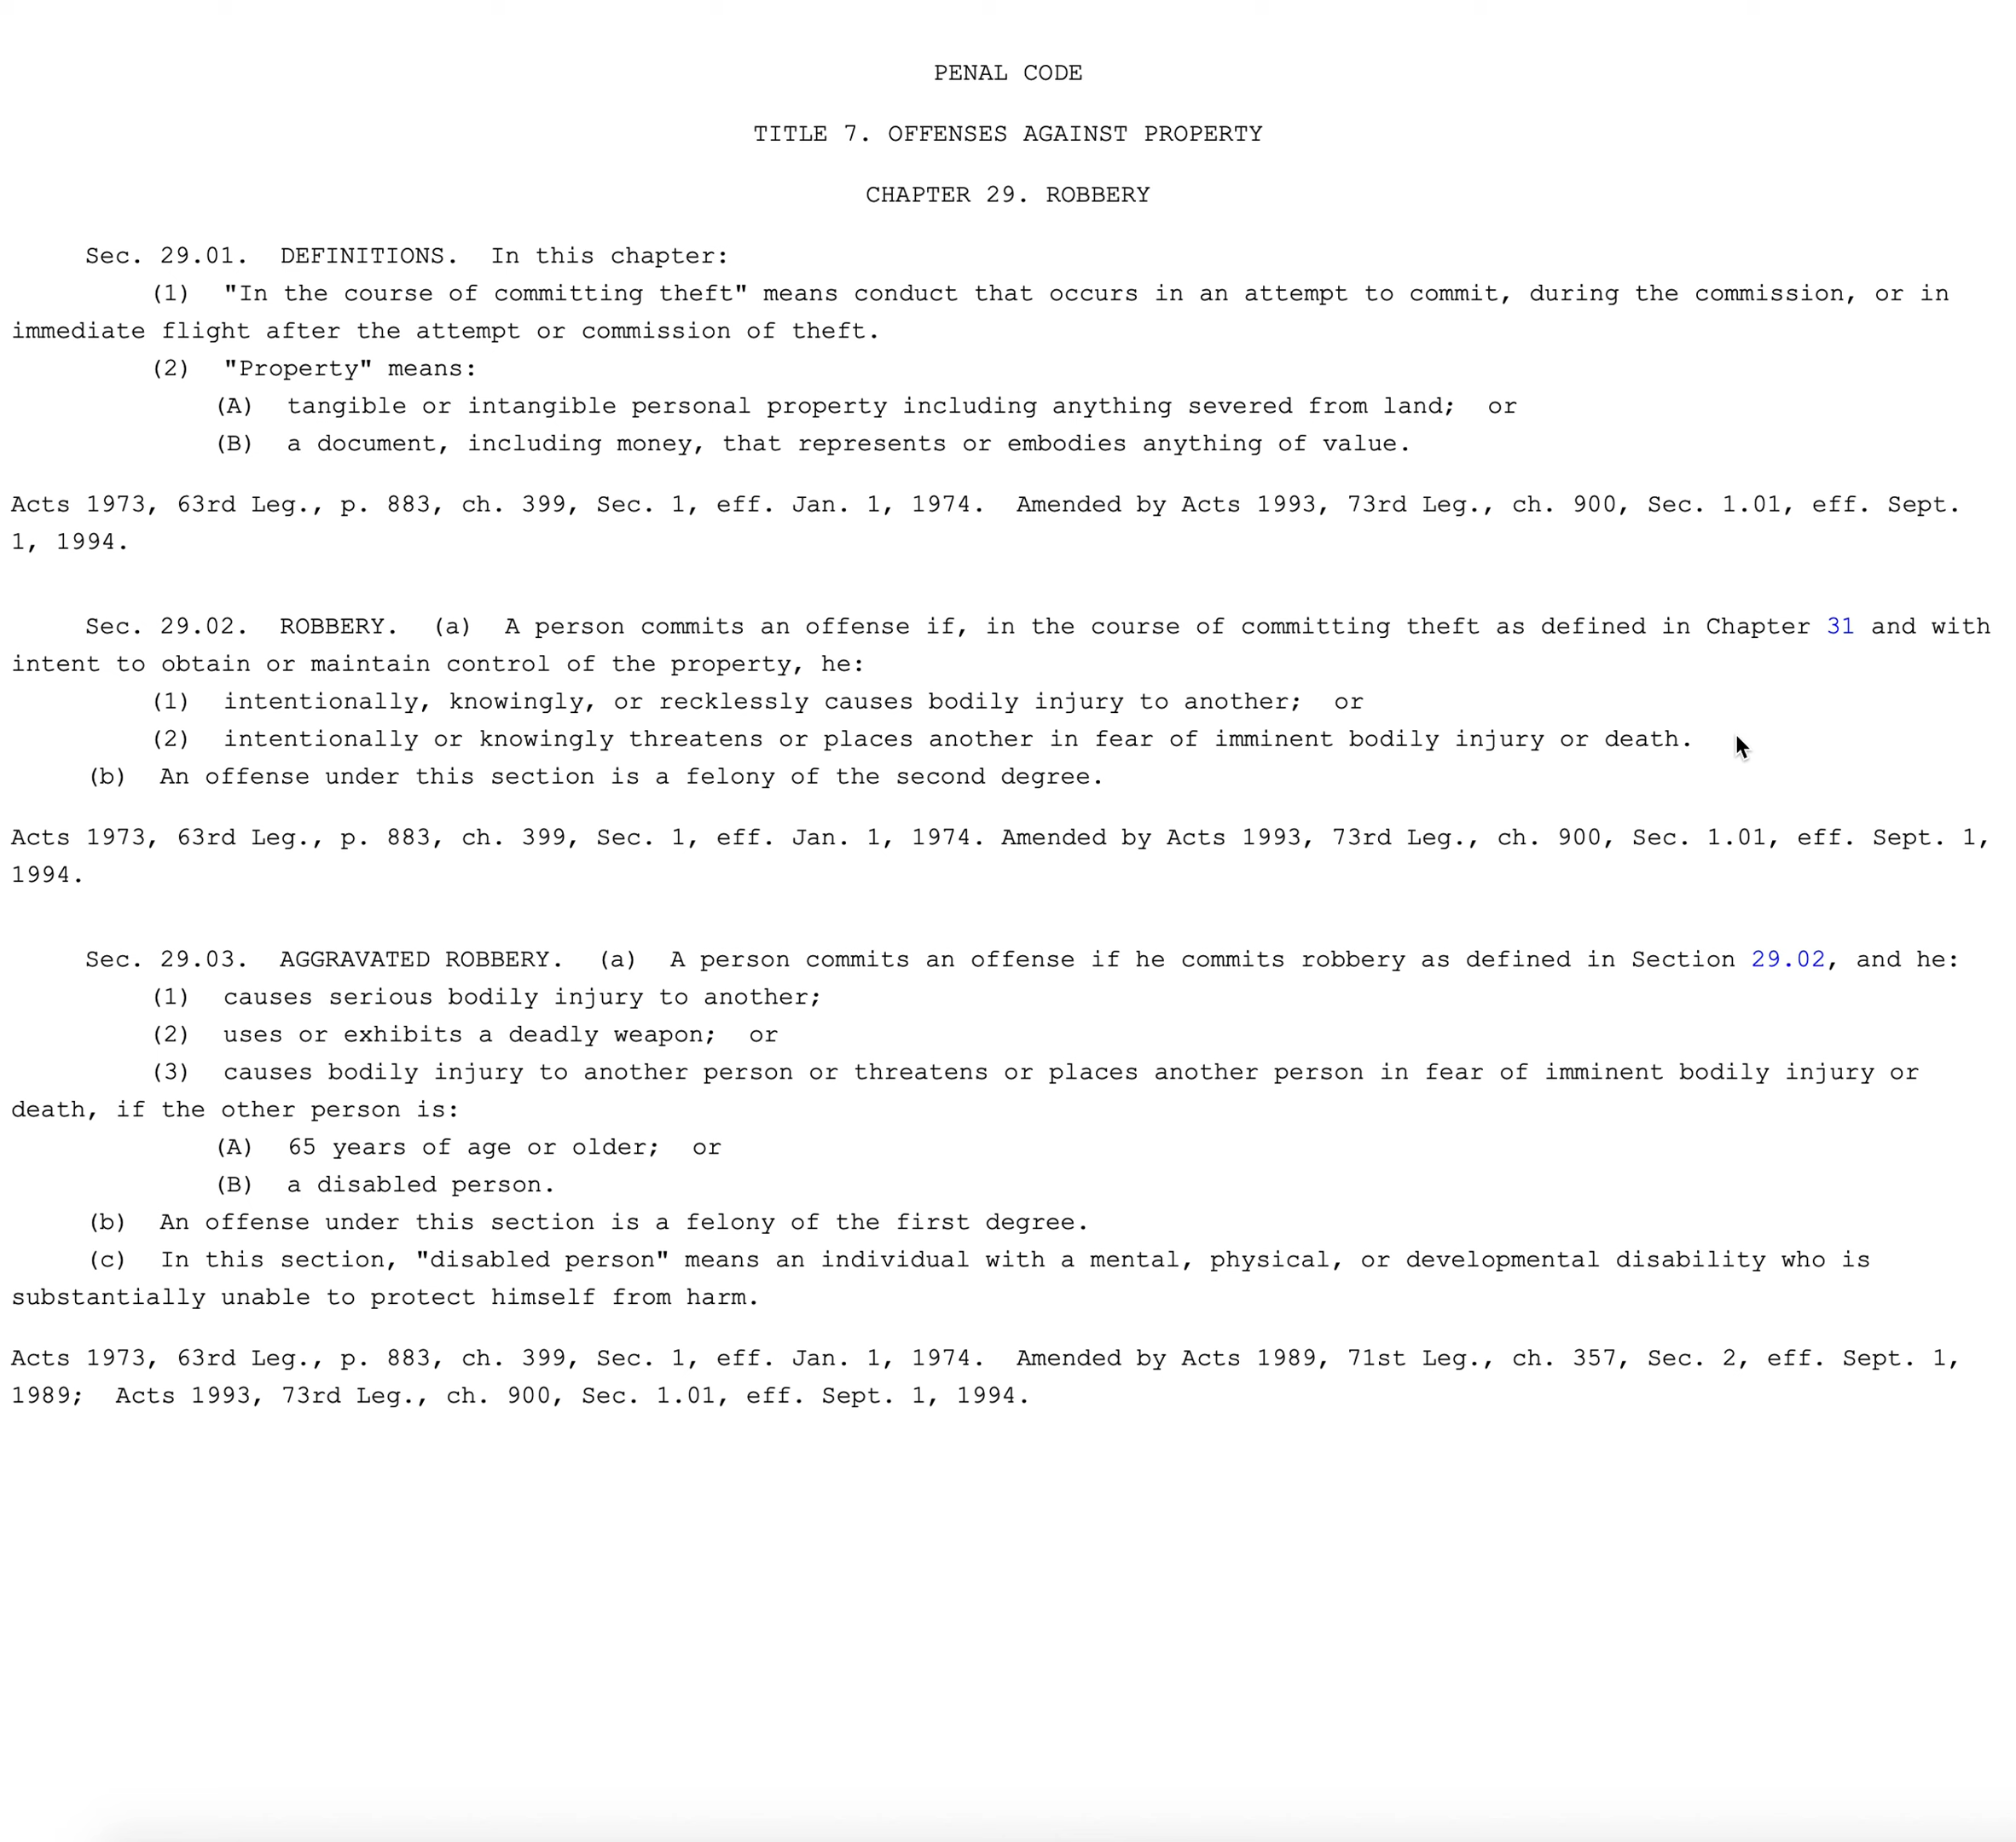 PENAL CODE
TITLE 7. OFFENSES AGAINST PROPERTY
CHAPTER 29. ROBBERY
Sec. 29.01. DEFINITIONS. In this chapter:
(1) "In the course of committing theft" means conduct that occurs in an attempt to commit, during the commission, or in
immediate flight after the attempt or commission of theft.
(2) "Property" means:
(A) tangible or intangible personal property including anything severed from land; or
(B) a document, including money, that represents or embodies anything of value.
Acts 1973, 63rd Leg., p. 883, ch. 399, Sec. 1, eff. Jan. 1, 1974. Amended by Acts 1993, 73rd Leg., ch. 900, Sec. 1.01, eff. Sept.
1, 1994.
Sec. 29.02. ROBBERY. (a) A person commits an offense if, in the course of committing theft as defined in Chapter 31 and with
intent to obtain or maintain control of the property, he:
(1) intentionally, knowingly, or recklessly causes bodily injury to another; or
(2) intentionally or knowingly threatens or places another in fear of imminent bodily injury or death.
(b) An offense under this section is a felony of the second degree.
Acts 1973, 63rd Leg., p. 883, ch. 399, Sec. 1, eff. Jan. 1, 1974. Amended by Acts 1993, 73rd Leg., ch. 900, Sec. 1.01, eff. Sept. 1,
1994.
Sec. 29.03. AGGRAVATED ROBBERY. (a) A person commits an offense if he commits robbery as defined in Section 29.02, and he:
(1) causes serious bodily injury to another;
(2) uses or exhibits a deadly weapon; or
(3) causes bodily injury to another person or threatens or places another person in fear of imminent bodily injury or
death, if the other person is:
(A) 65 years of age or older; or
(B) a disabled person.
(b) An offense under this section is a felony of the first degree.
(c) In this section, "disabled person" means an individual with a mental, physical, or developmental disability who is
substantially unable to protect himself from harm.
Acts 1973, 63rd Leg., p. 883, ch. 399, Sec. 1, eff. Jan. 1, 1974. Amended by Acts 1989, 71st Leg., ch. 357, Sec. 2, eff. Sept. 1,
1989; Acts 1993, 73rd Leg., ch. 900, Sec. 1.01, eff. Sept. 1, 1994.